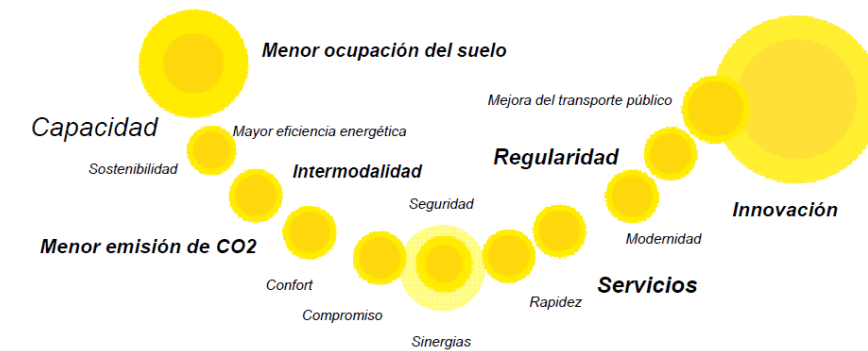 Menor ocupación del suelo
Mejora del transporte público
Capacidad
Mayor eficiencia energética
Regularidad
Sostenibilidad
Intermodalidad
Seguridad
Innovación
Modernidad
Menor emisión de CO2
Confort
Servicios
Rapidez
Compromiso
Sinergias